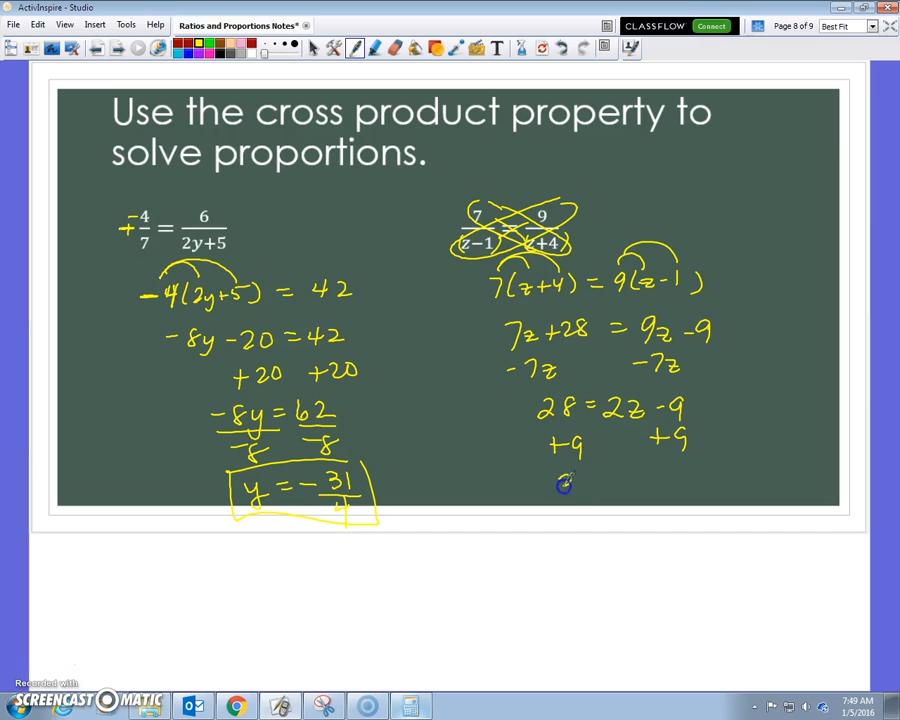 ActivInspire - Studio
File Edit View Tools Insert Help
Ratios and Proportions Notes*
CLASSFLOW Connect
Page 8 of 9
Best Fit
Use the cross product property to
solve proportions.
-4/7 = 6/2y+5
-4(2y+5) = 42
-8y -20 = 42
+20 +20
-8y = 62
-8 -8
y = -31/4
7/z−1 = 9/z+4
7(z+4) = 9(z-1)
7z +28 = 9z -9
-7z -7z
28 = 2z -9
+9 +9
Recorded with
SCREENCAST MATIC
7:49 AM
1/5/2016